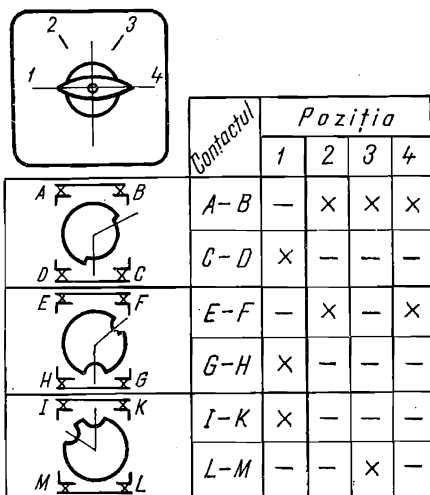 2 3
1 4
Contactul Poziția
1 2 3 4
A B A-B — × × ×
D C C-D × — — —
E F E-F — × — ×
H G G-H × — — —
I K I-K × — — —
M L L-M — — × —